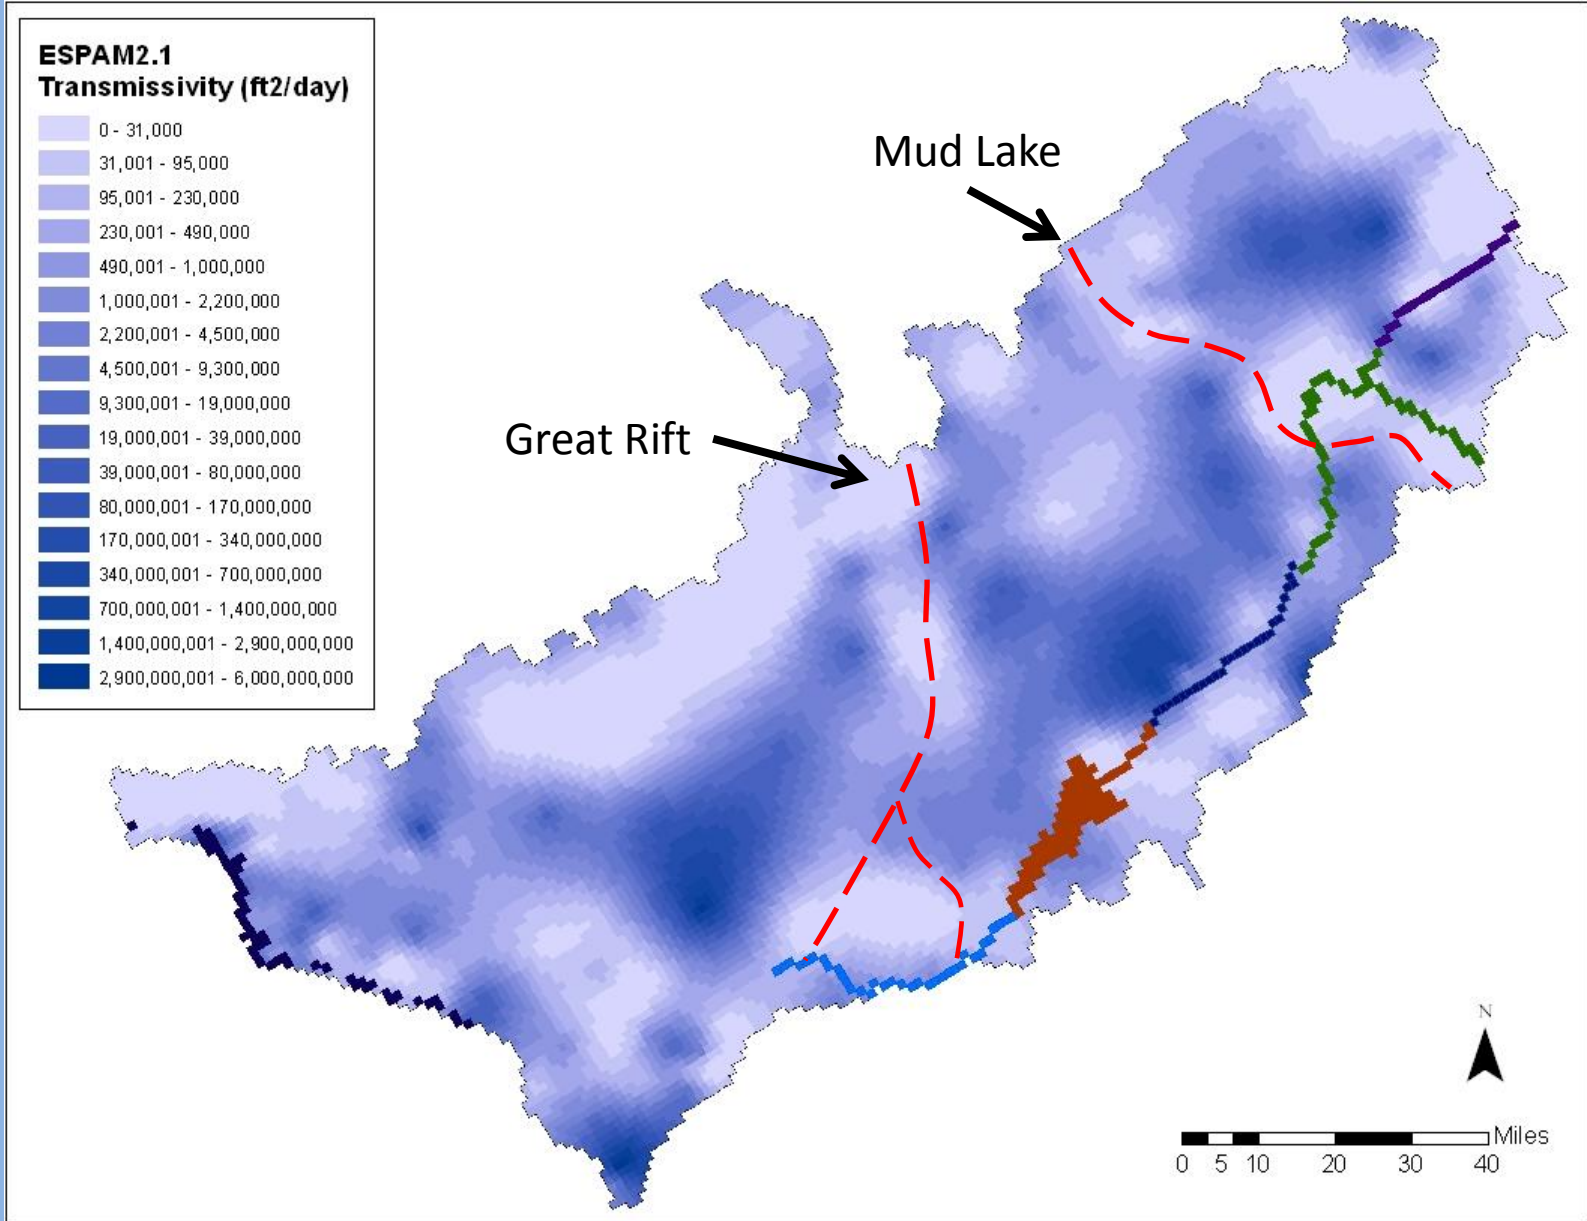 ESPAM2.1
Transmissivity (ft2/day)
0 - 31,000
31,001 - 95,000
95,001 - 230,000
230,001 - 490,000
490,001 - 1,000,000
1,000,001 - 2,200,000
2,200,001 - 4,500,000
4,500,001 - 9,300,000
9,300,001 - 19,000,000
19,000,001 - 39,000,000
39,000,001 - 80,000,000
80,000,001 - 170,000,000
170,000,001 - 340,000,000
340,000,001 - 700,000,000
700,000,001 - 1,400,000,000
1,400,000,001 - 2,900,000,000
2,900,000,001 - 6,000,000,000
Mud Lake
Great Rift
N
Miles
0 5 10 20 30 40